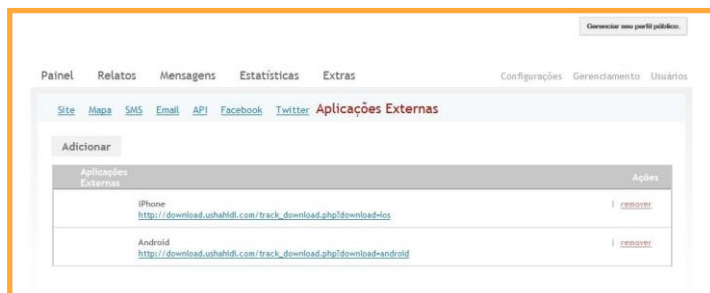 Gerenciar seu perfil público.
Painel Relatos Mensagens Estatísticas Extras Configurações Gerenciamento Usuários
Site Mapa SMS Email API Facebook Twitter Aplicações Externas
Adicionar
Aplicações
Externas
Ações
iPhone
http://download.ushahidi.com/track_download.php?download=ios
| remover
Android
http://download.ushahidi.com/track_download.php?download=android
| remover